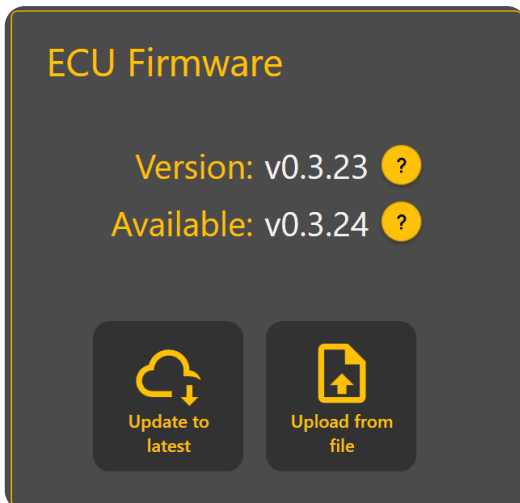 ECU Firmware
Version: v0.3.23 ?
Available: v0.3.24 ?
Update to
latest
Upload from
file